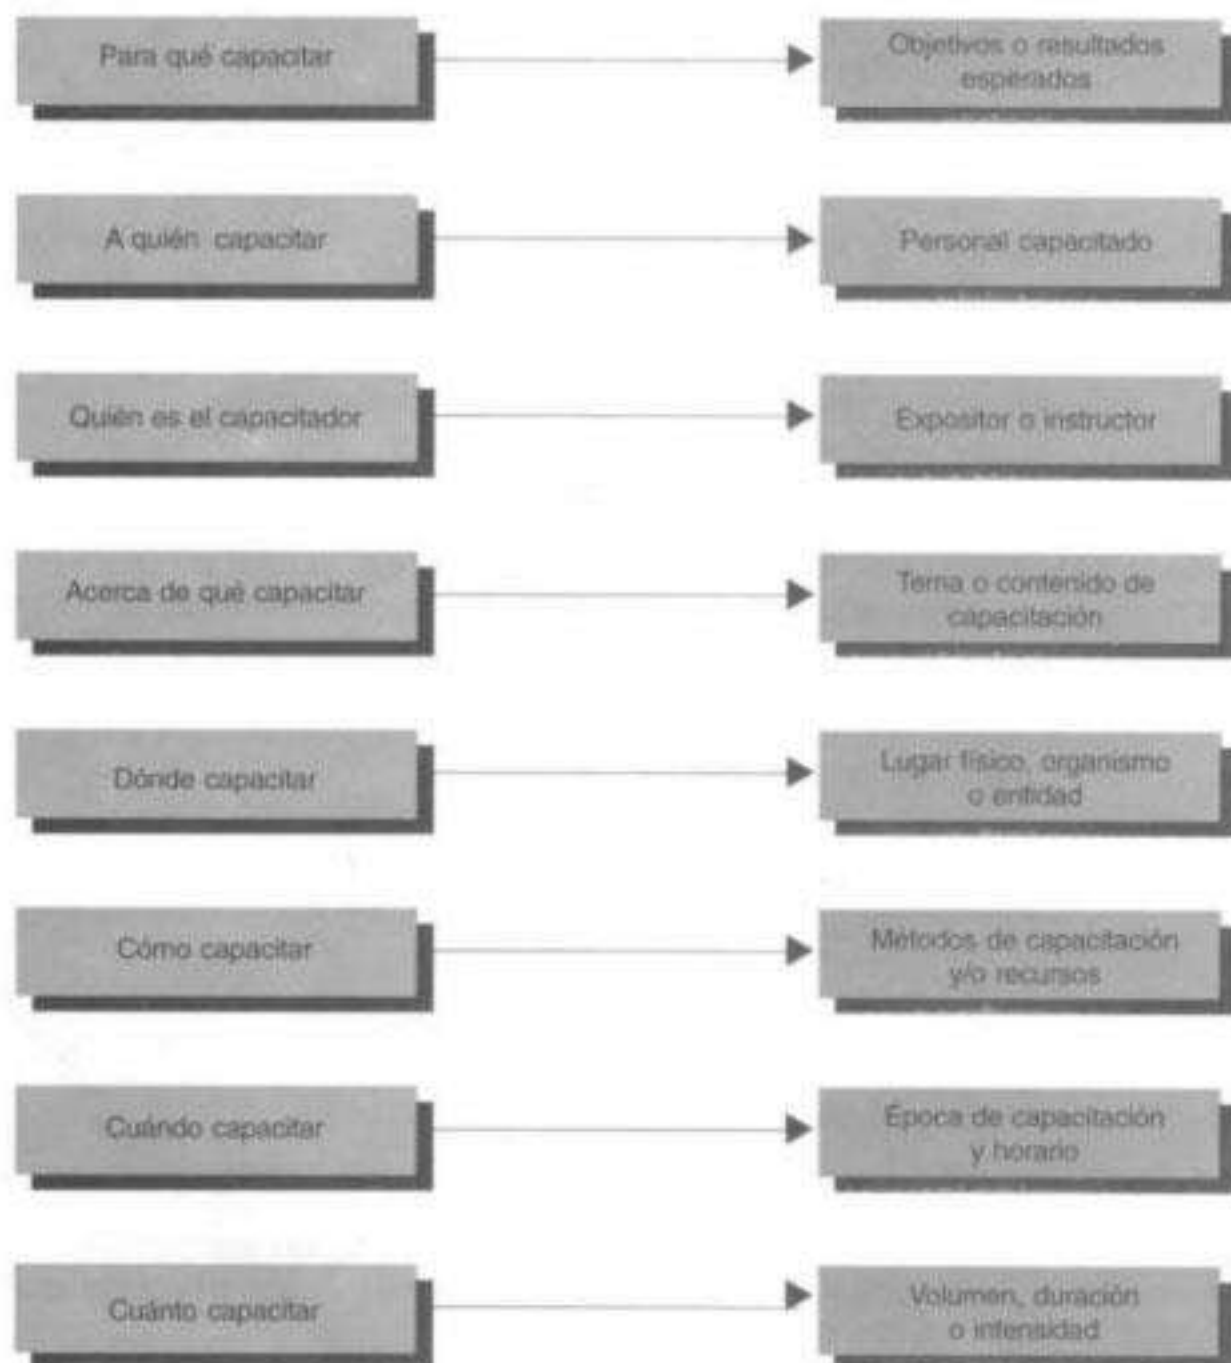 Para qué capacitar
Objetivos o resultados
esperados
A quién capacitar
Personal capacitado
Quién es el capacitador
Expositor o instructor
Acerca de qué capacitar
Tema o contenido de
capacitación
Dónde capacitar
Lugar físico, organismo
o entidad
Cómo capacitar
Métodos de capacitación
y/o recursos
Cuándo capacitar
Época de capacitación
y horario
Cuánto capacitar
Volumen, duración
o intensidad